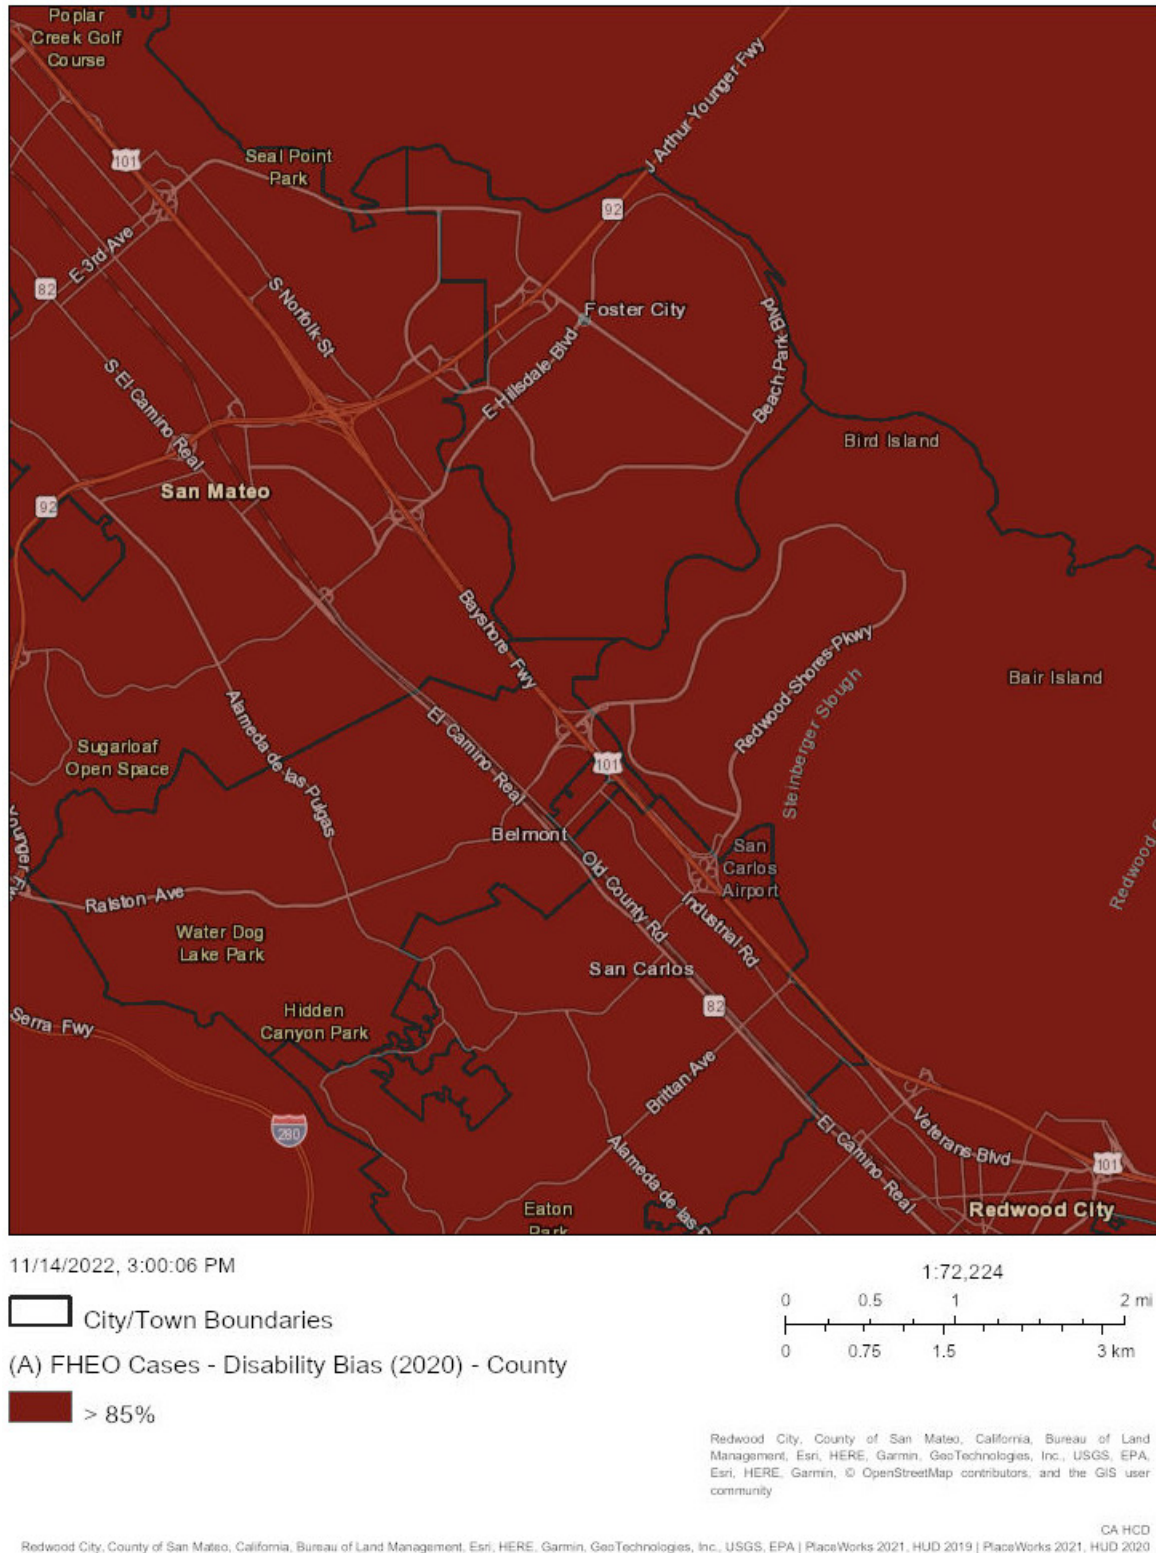 Poplar
Creek Golf
Course
J Arthur Younger Fwy
101
Seal Point
Park
92
E 3rd Ave
82
S Norfolk St
Foster City
Beach Park Blvd
E Hillsdale Blvd
S El Camino Real
Bird Island
San Mateo
92
Bayshore Fwy
Redwood Shores Pkwy
Bair Island
Steinberger Slough
Alameda de las Pulgas
El Camino Real
Sugarloaf
Open Space
101
Younger F
Belmont
San
Carlos
Airport
Redwood
Old County Rd
Industrial Rd
Ralston Ave
Water Dog
Lake Park
San Carlos
82
Hidden
Canyon Park
Serra Fwy
Brittan Ave
280
El Camino Real
Veterans Blvd
101
Alameda de las P
Eaton
Park
Redwood City
11/14/2022, 3:00:06 PM
City/Town Boundaries
(A) FHEO Cases - Disability Bias (2020) - County
> 85%
1:72,224
0 0.5 1 2 mi
0 0.75 1.5 3 km
Redwood City, County of San Mateo, California, Bureau of Land
Management, Esri, HERE, Garmin, GeoTechnologies, Inc., USGS, EPA,
Esri, HERE, Garmin, © OpenStreetMap contributors, and the GIS user
community
CA HCD
Redwood City, County of San Mateo, California, Bureau of Land Management, Esri, HERE, Garmin, GeoTechnologies, Inc., USGS, EPA | PlaceWorks 2021, HUD 2019 | PlaceWorks 2021, HUD 2020